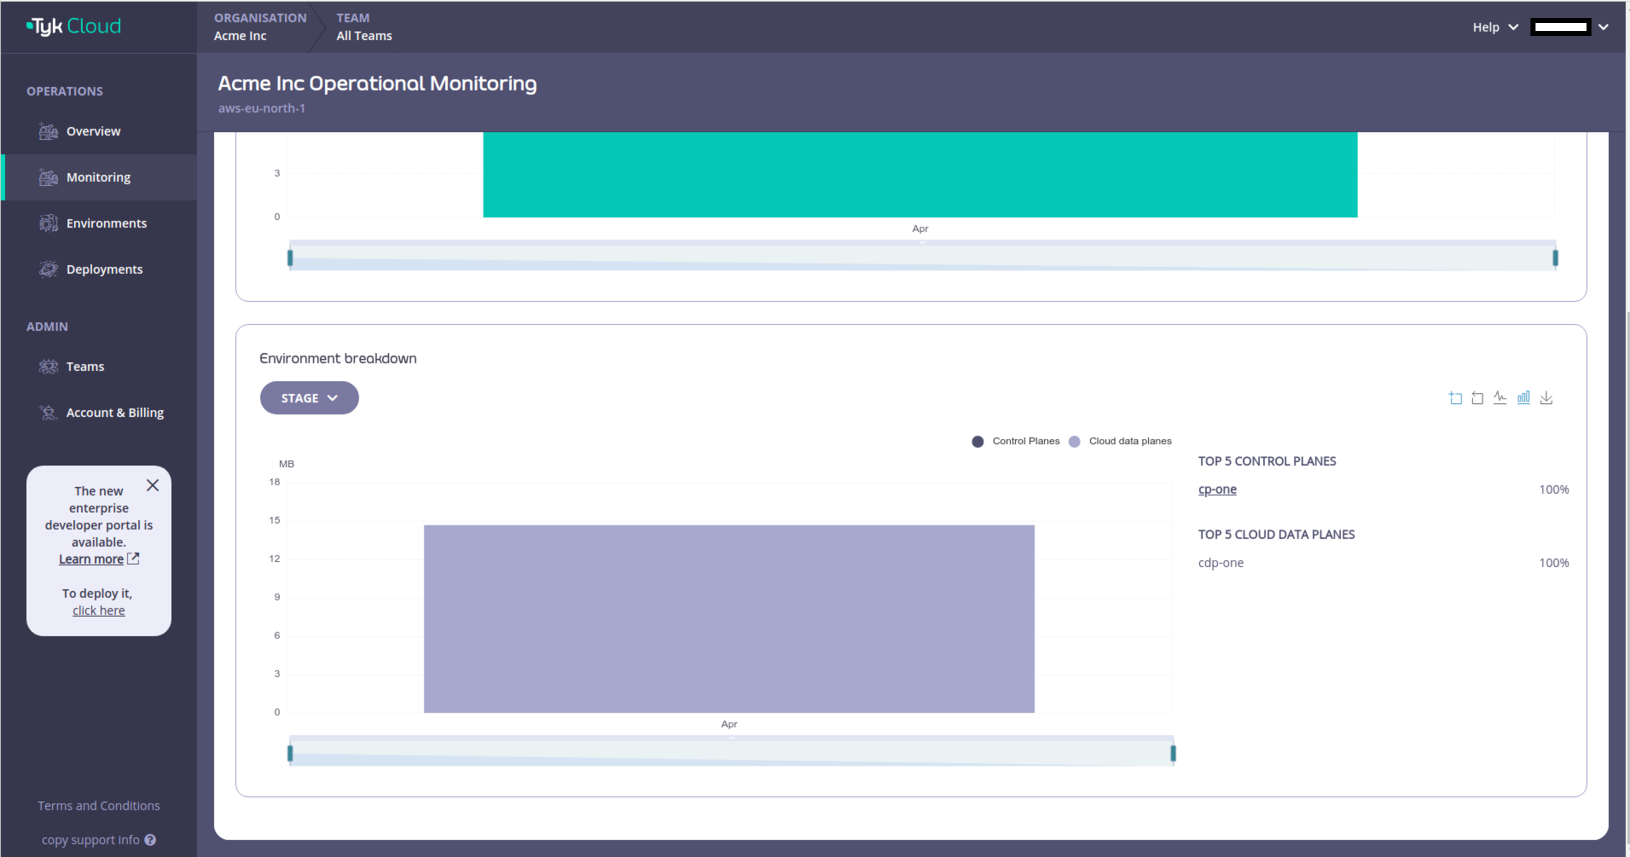 Tyk Cloud
ORGANISATION
Acme Inc
TEAM
All Teams
Help
OPERATIONS
Overview
Monitoring
Environments
Deployments
ADMIN
Teams
Account & Billing
The new
enterprise
developer portal is
available.
Learn more
To deploy it,
click here
Terms and Conditions
copy support info ?
Acme Inc Operational Monitoring
aws-eu-north-1
3
0
Apr
Environment breakdown
STAGE
Control Planes
Cloud data planes
MB
18
15
12
9
6
3
0
Apr
TOP 5 CONTROL PLANES
cp-one 100%
TOP 5 CLOUD DATA PLANES
cdp-one 100%